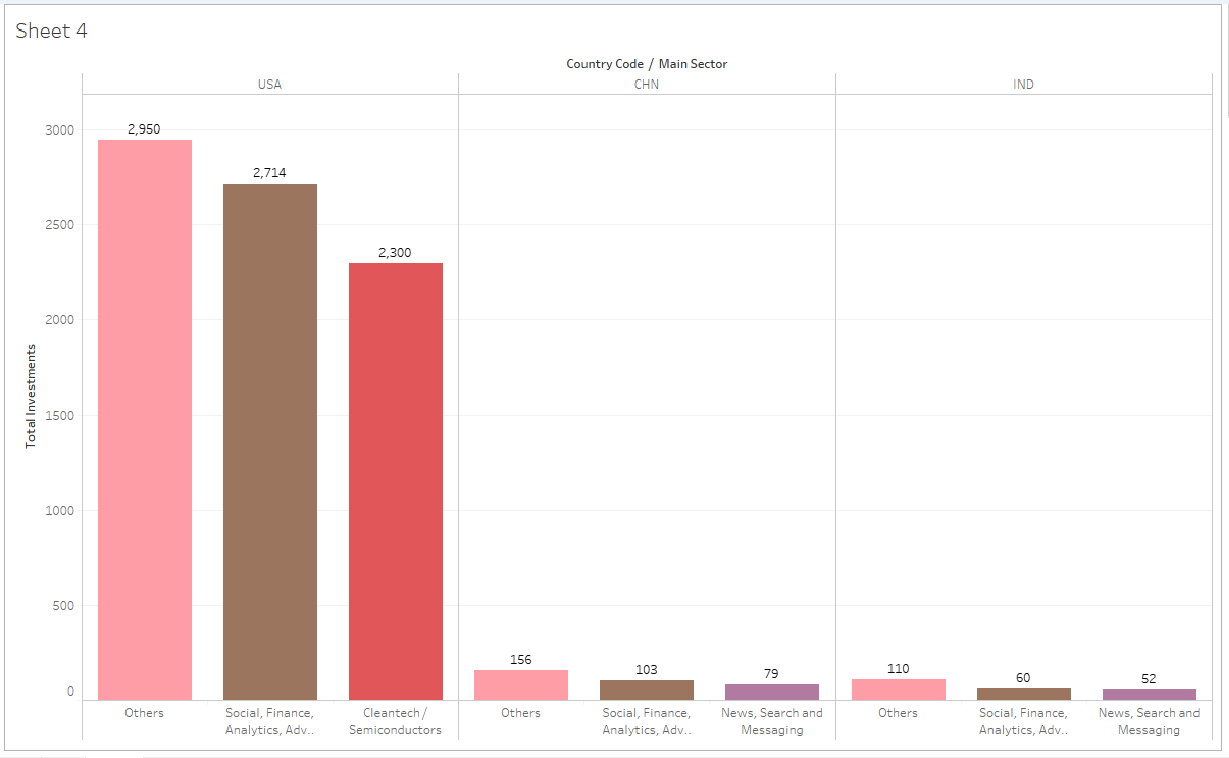 Sheet 4
Country Code / Main Sector
USA
CHN
IND
Total Investments
3000
2500
2000
1500
1000
500
0
2,950
2,714
2,300
156
103
79
110
60
52
Others
Social, Finance,
Analytics, Adv..
Cleantech /
Semiconductors
Others
Social, Finance,
Analytics, Adv..
News, Search and
Messaging
Others
Social, Finance,
Analytics, Adv..
News, Search and
Messaging